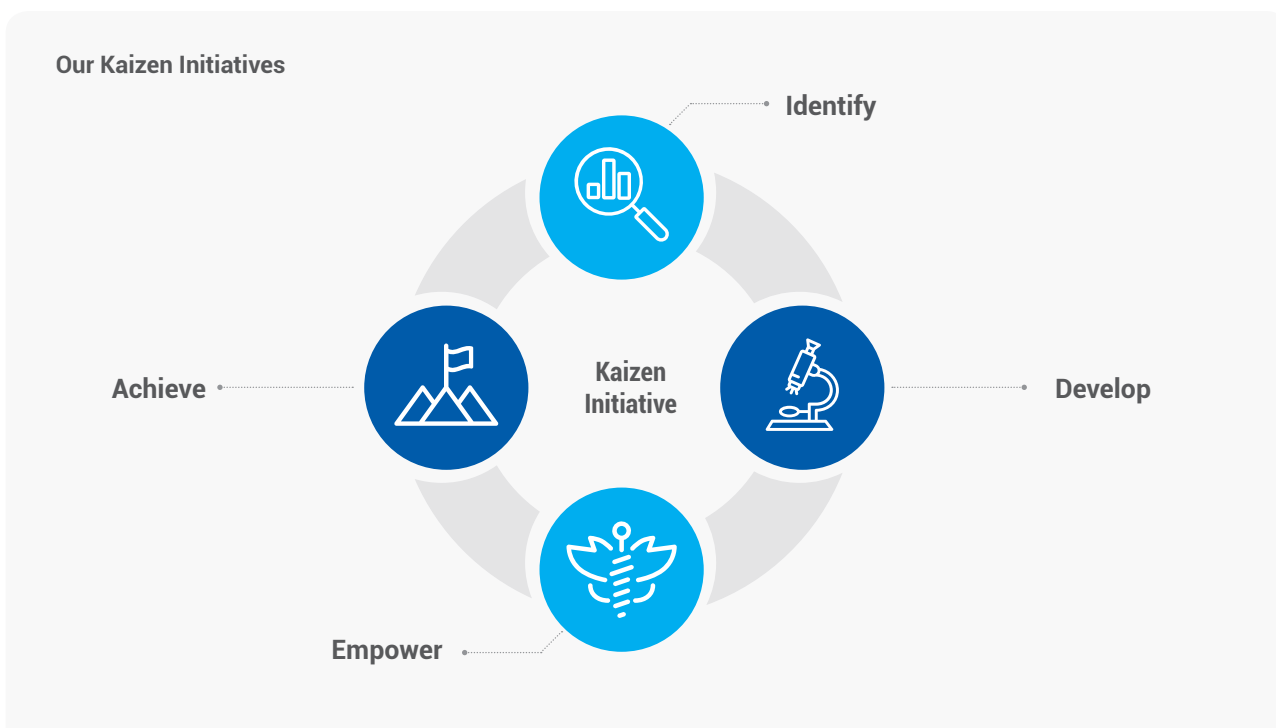 Our Kaizen Initiatives
Identify
Achieve
Kaizen
Initiative
Develop
Empower